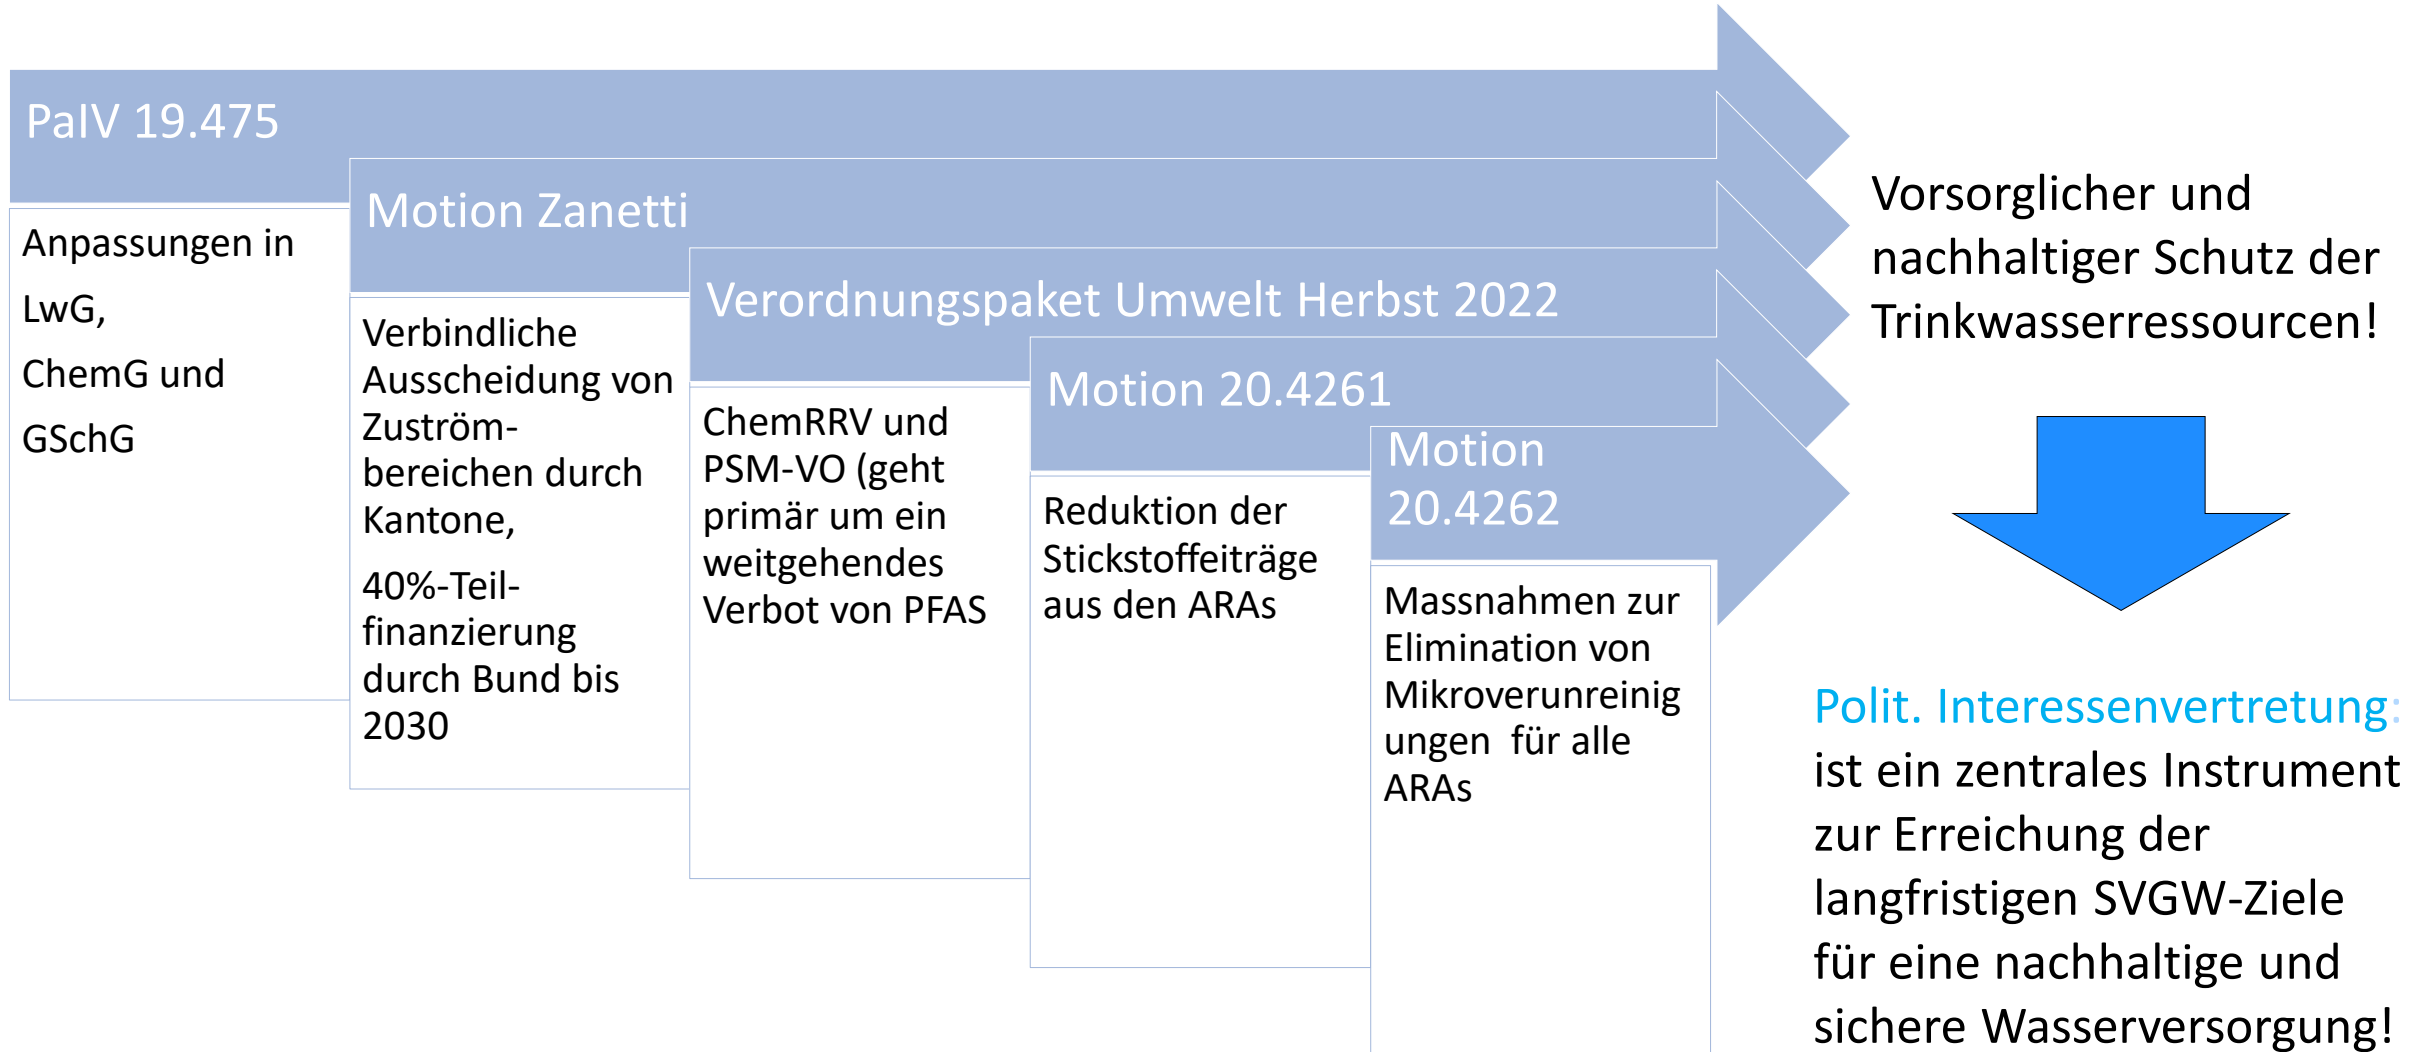 PaIV 19.475
Anpassungen in
LwG,
ChemG und
GSchG
Motion Zanetti
Verbindliche
Ausscheidung von
Zuström-
bereichen durch
Kantone,
40%-Teil-
finanzierung
durch Bund bis
2030
Verordnungspaket Umwelt Herbst 2022
ChemRRV und
PSM-VO (geht
primär um ein
weitgehendes
Verbot von PFAS
Motion 20.4261
Reduktion der
Stickstoffeiträge
aus den ARAs
Motion
20.4262
Massnahmen zur
Elimination von
Mikroverunreinig
ungen  für alle
ARAs
Vorsorglicher und
nachhaltiger Schutz der
Trinkwasserressourcen!
Polit. Interessenvertretung:
ist ein zentrales Instrument
zur Erreichung der
langfristigen SVGW-Ziele
für eine nachhaltige und
sichere Wasserversorgung!